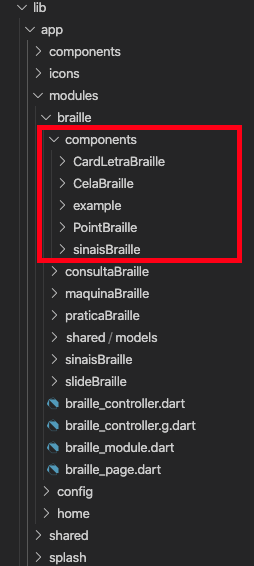 lib
app
components
icons
modules
braille
components
CardLetraBraille
CelaBraille
example
PointBraille
sinaisBraille
consultaBraille
maquinaBraille
praticaBraille
shared / models
sinaisBraille
slideBraille
braille_controller.dart
braille_controller.g.dart
braille_module.dart
braille_page.dart
config
home
shared
splash